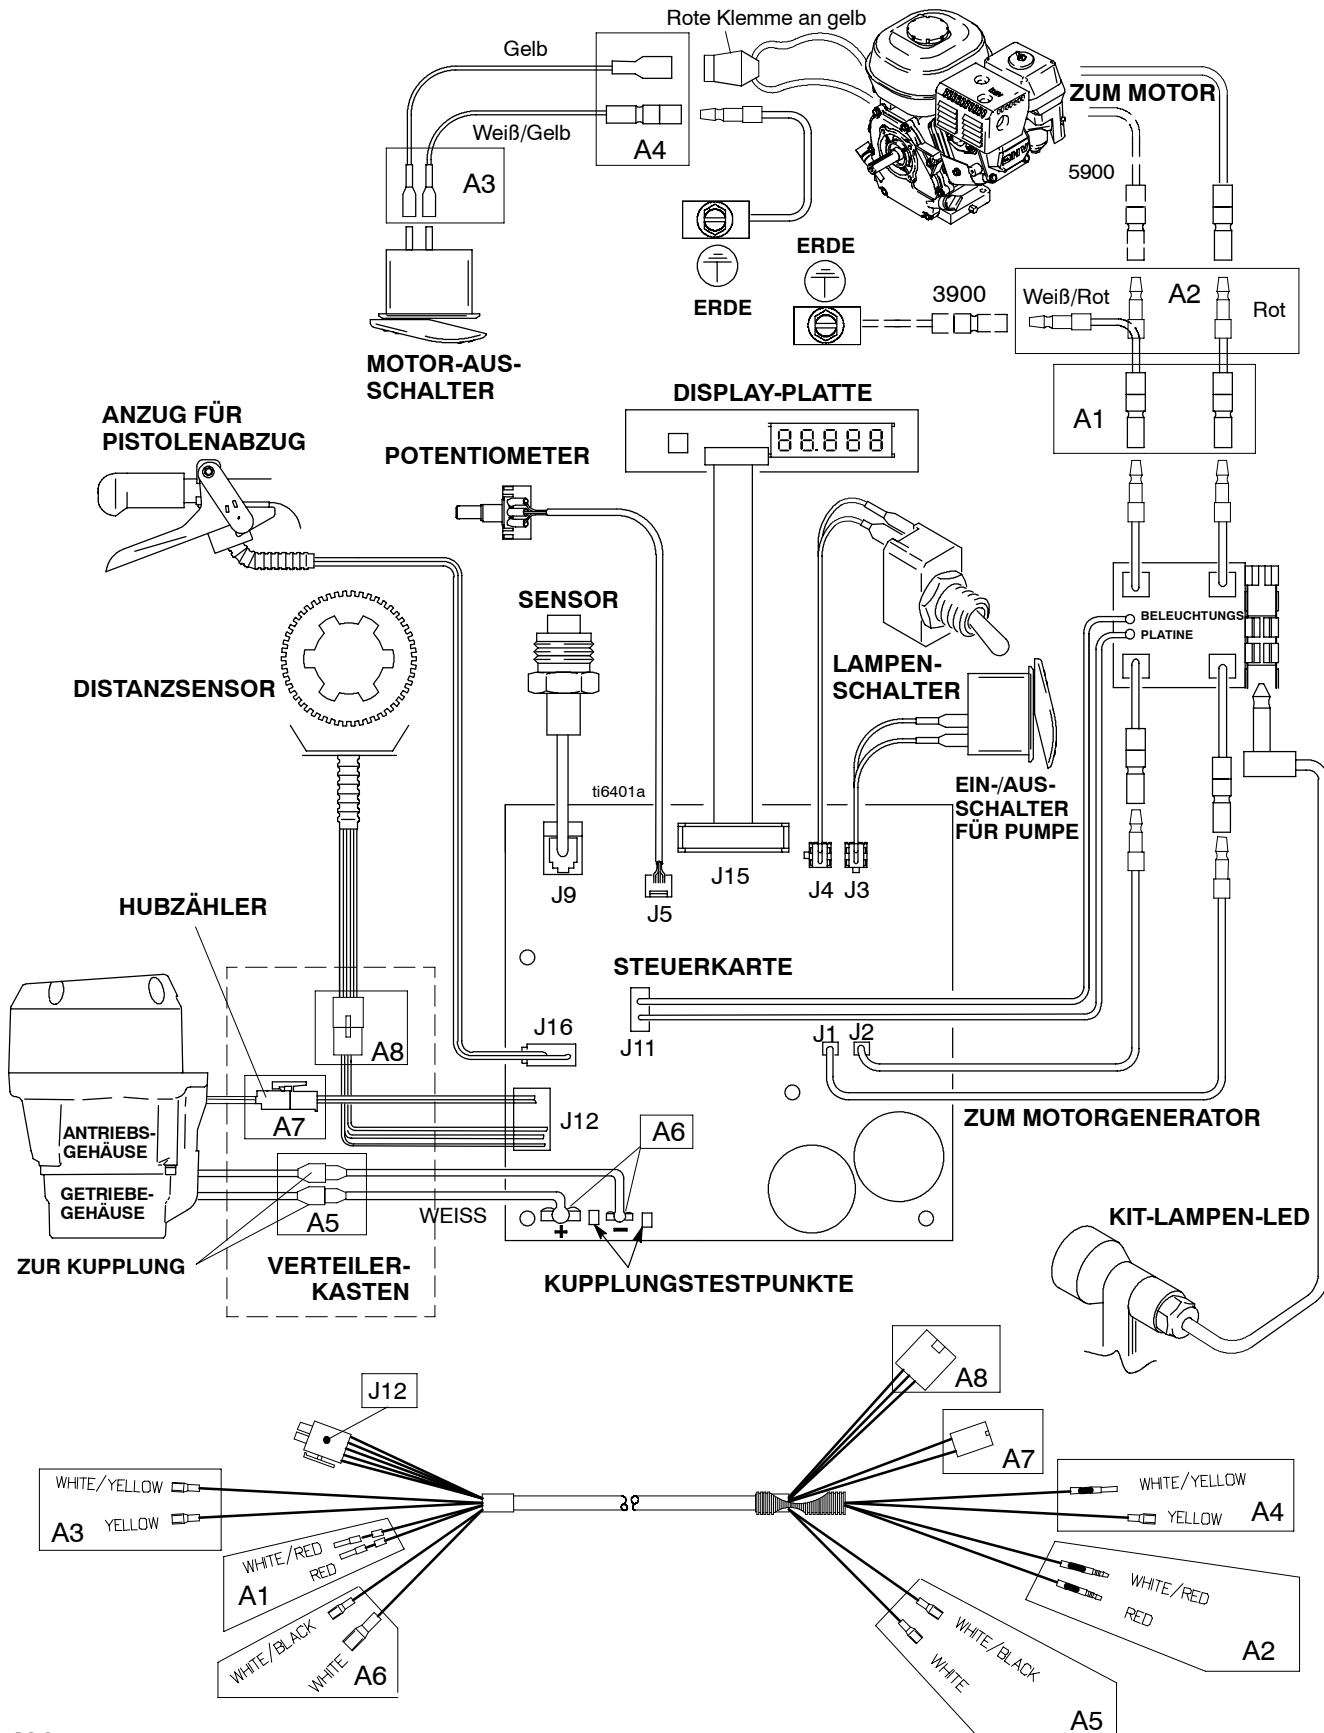 Rote Klemme an gelb
Gelb
ZUM MOTOR
Weiß/Gelb
A4
A3
5900
ERDE
ERDE
3900
Weiß/Rot
A2
Rot
MOTOR-AUS-
SCHALTER
DISPLAY-PLATTE
A1
ANZUG FÜR
PISTOLENABZUG
88.888
POTENTIOMETER
SENSOR
BELEUCHTUNGS
PLATINE
DISTANZSENSOR
LAMPEN-
SCHALTER
ti6401a
EIN-/AUS-
SCHALTER
FÜR PUMPE
J9
J5
J15
J4
J3
HUBZÄHLER
STEUERKARTE
J16
J11
J1
J2
A8
A7
J12
A6
ZUM MOTORGENERATOR
ANTRIEBS-
GEHÄUSE
GETRIEBE-
GEHÄUSE
A5
WEISS
+
−
KIT-LAMPEN-LED
ZUR KUPPLUNG
VERTEILER-
KASTEN
KUPPLUNGSTESTPUNKTE
J12
A8
A7
WHITE/YELLOW
YELLOW
A3
WHITE/YELLOW
YELLOW
A4
WHITE/RED
RED
A1
WHITE/RED
RED
A2
WHITE/BLACK
WHITE
A6
WHITE/BLACK
WHITE
A5